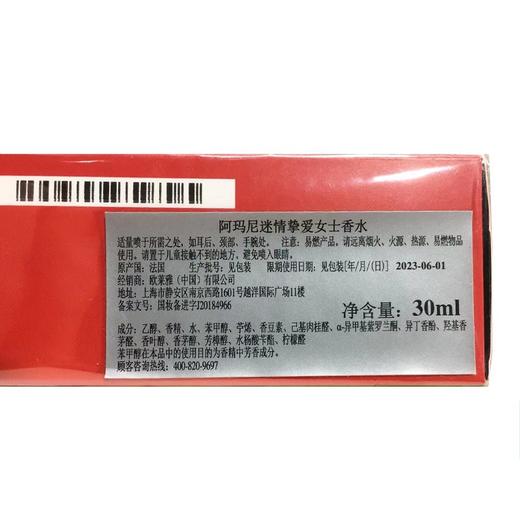 阿玛尼迷情挚爱女士香水
适量喷于所需之处，如耳后、颈部、手腕处。 注意：易燃产品，请远离烟火、火源、热源、易燃物品
使用。请置于儿童接触不到的地方，避免喷入眼睛。
原产国：法国 生产批号：见包装 限期使用日期：见包装[年/月/(日)] 2023-06-01
经销商：欧莱雅（中国）有限公司
地址：上海市静安区南京西路1601号越洋国际广场11楼
备案文号：国妆备进字J20184966
净含量：30ml
成分：乙醇、香精、水、苯甲醇、苧烯、香豆素、己基肉桂醛、α-异甲基紫罗兰酮、异丁香酚、羟基香
茅醛、香叶醇、香茅醇、芳樟醇、水杨酸苄酯、柠檬醛
苯甲醇在本品中的使用目的为香精中芳香成分。
顾客咨询热线：400-820-9697